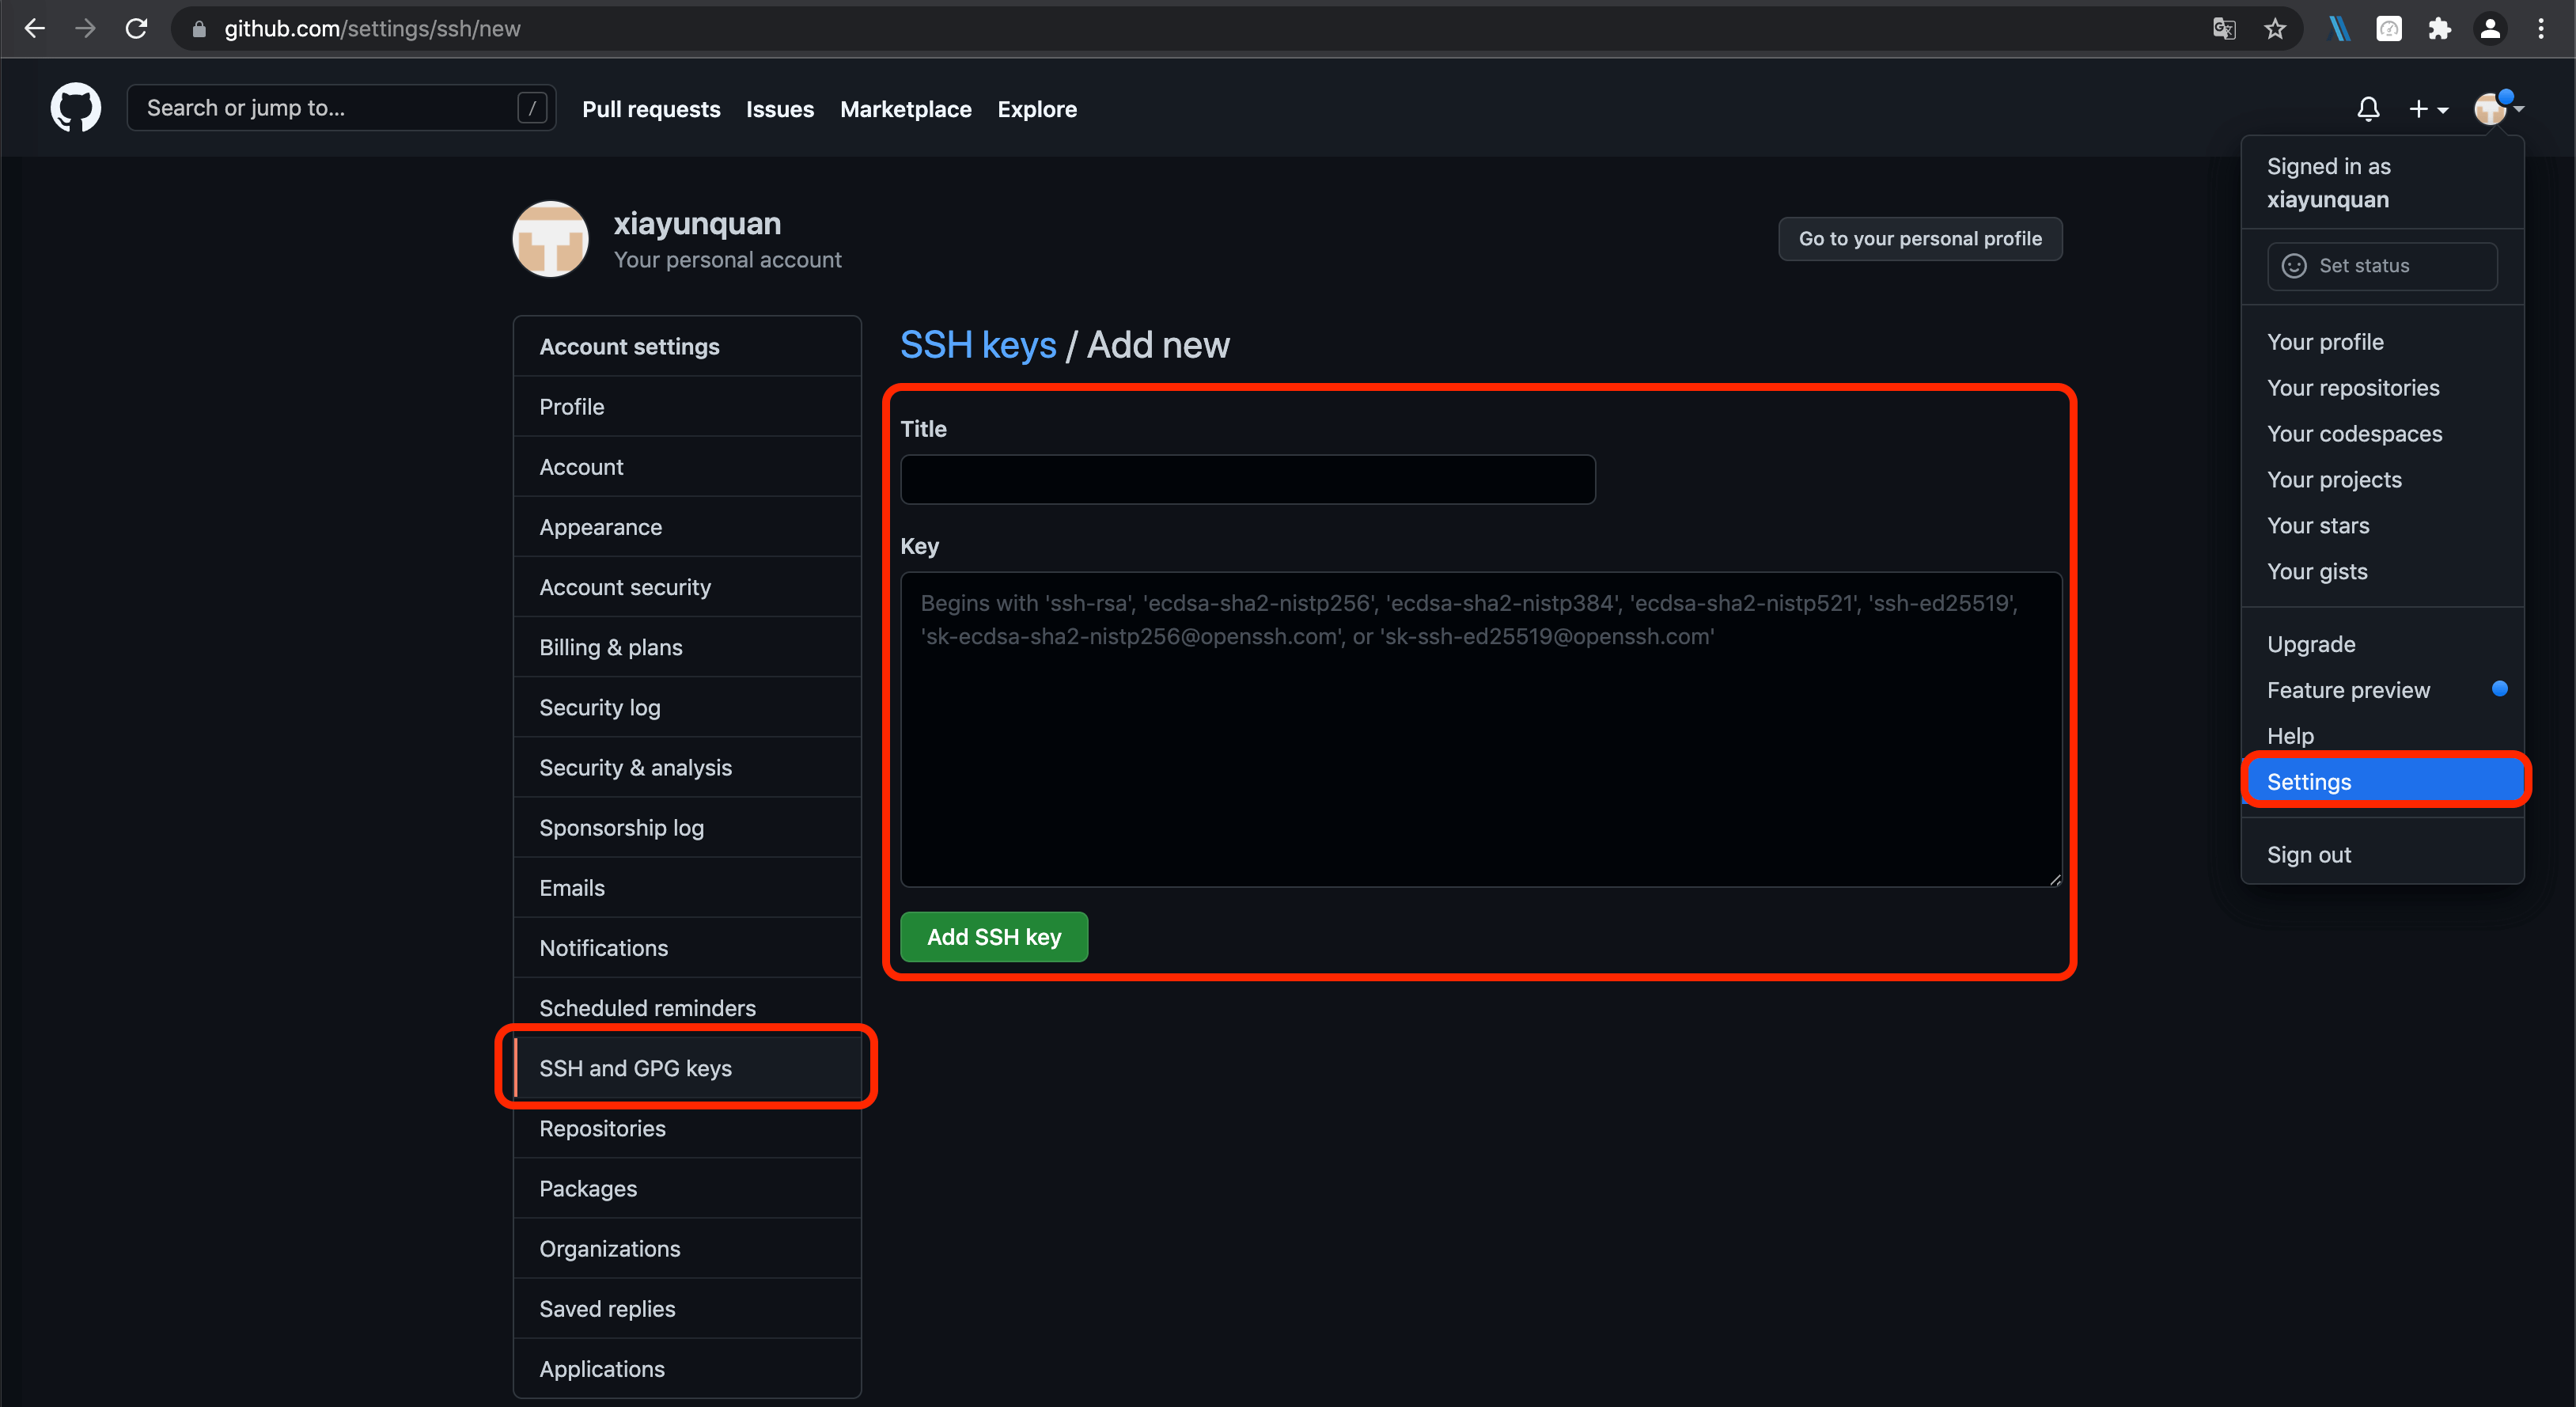 github.com/settings/ssh/new
Search or jump to...
/
Pull requests
Issues
Marketplace
Explore
Signed in as
xiayunquan
Set status
Your profile
Your repositories
Your codespaces
Your projects
Your stars
Your gists
Upgrade
Feature preview
Help
Settings
Sign out
xiayunquan
Your personal account
Go to your personal profile
Account settings
Profile
Account
Appearance
Account security
Billing & plans
Security log
Security & analysis
Sponsorship log
Emails
Notifications
Scheduled reminders
SSH and GPG keys
Repositories
Packages
Organizations
Saved replies
Applications
SSH keys / Add new
Title
Key
Begins with 'ssh-rsa', 'ecdsa-sha2-nistp256', 'ecdsa-sha2-nistp384', 'ecdsa-sha2-nistp521', 'ssh-ed25519',
'sk-ecdsa-sha2-nistp256@openssh.com', or 'sk-ssh-ed25519@openssh.com'
Add SSH key